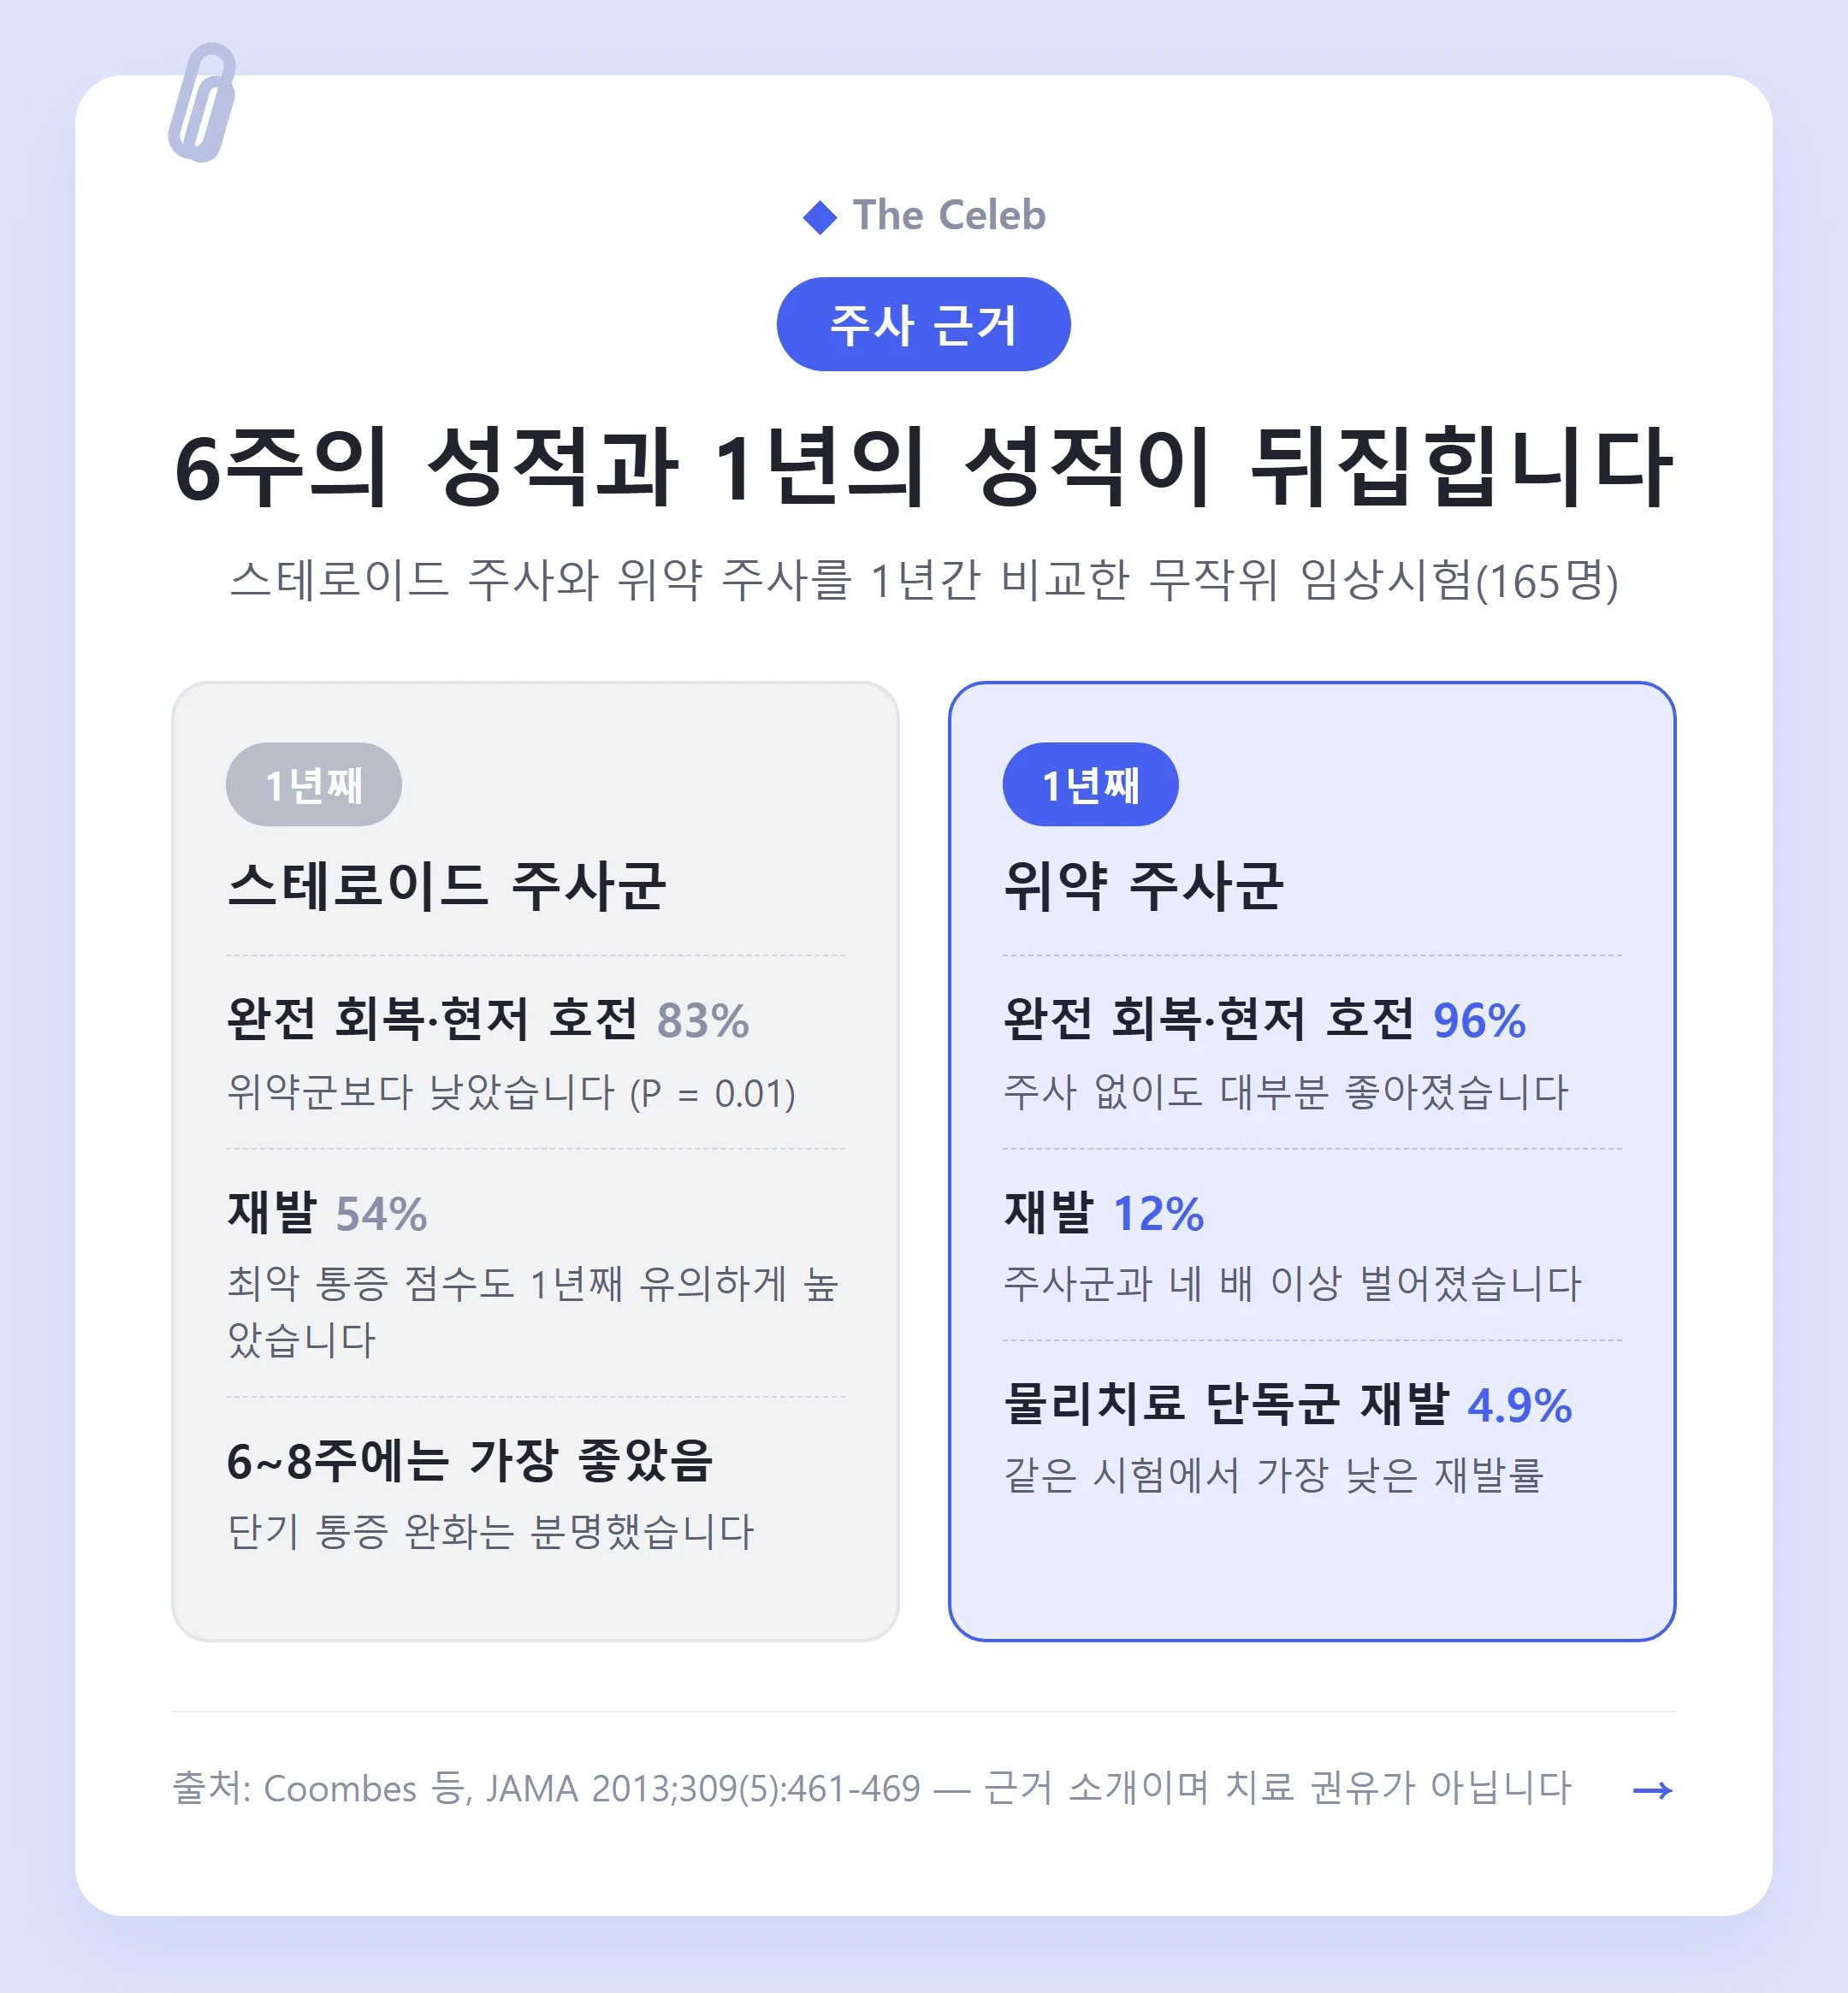 The Celeb
주사 근거
6주의 성적과 1년의 성적이 뒤집힙니다
스테로이드 주사와 위약 주사를 1년간 비교한 무작위 임상시험(165명)
1년째
스테로이드 주사군
완전 회복·현저 호전 83%
위약군보다 낮았습니다 (P = 0.01)
재발 54%
최악 통증 점수도 1년째 유의하게 높
았습니다
6~8주에는 가장 좋았음
단기 통증 완화는 분명했습니다
1년째
위약 주사군
완전 회복·현저 호전 96%
주사 없이도 대부분 좋아졌습니다
재발 12%
주사군과 네 배 이상 벌어졌습니다
물리치료 단독군 재발 4.9%
같은 시험에서 가장 낮은 재발률
출처: Coombes 등, JAMA 2013;309(5):461-469 — 근거 소개이며 치료 권유가 아닙니다 →